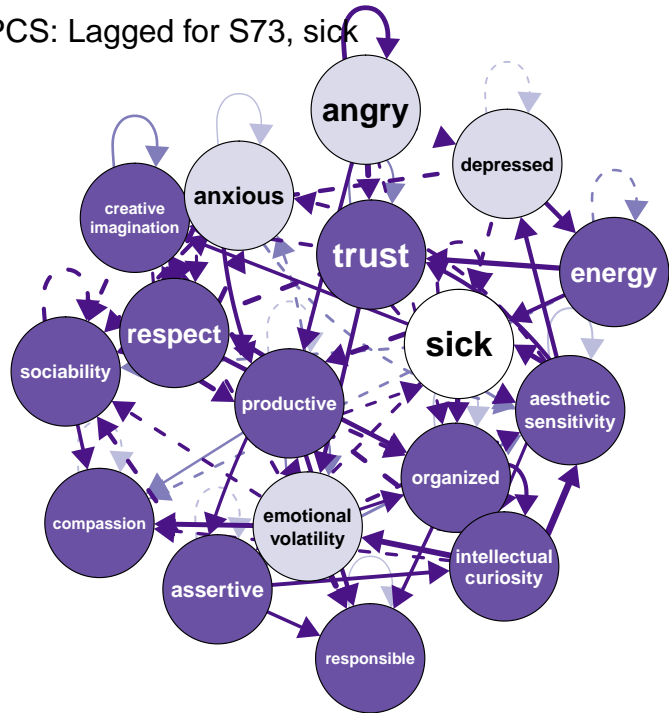 PCS: Lagged for S73, sick
angry
depressed
anxious
creative
imagination
trust
energy
respect
sick
sociability
productive
aesthetic
sensitivity
organized
compassion
emotional
volatility
intellectual
curiosity
assertive
responsible